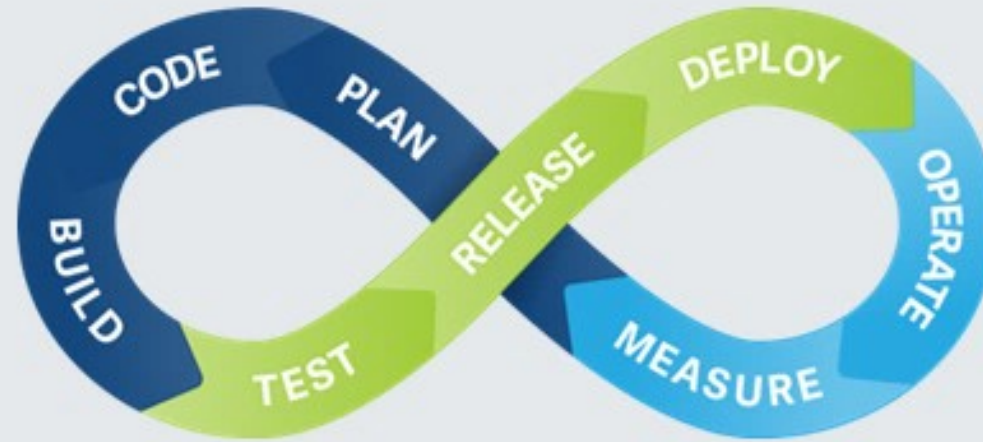 PLAN
CODE
BUILD
TEST
RELEASE
DEPLOY
OPERATE
MEASURE